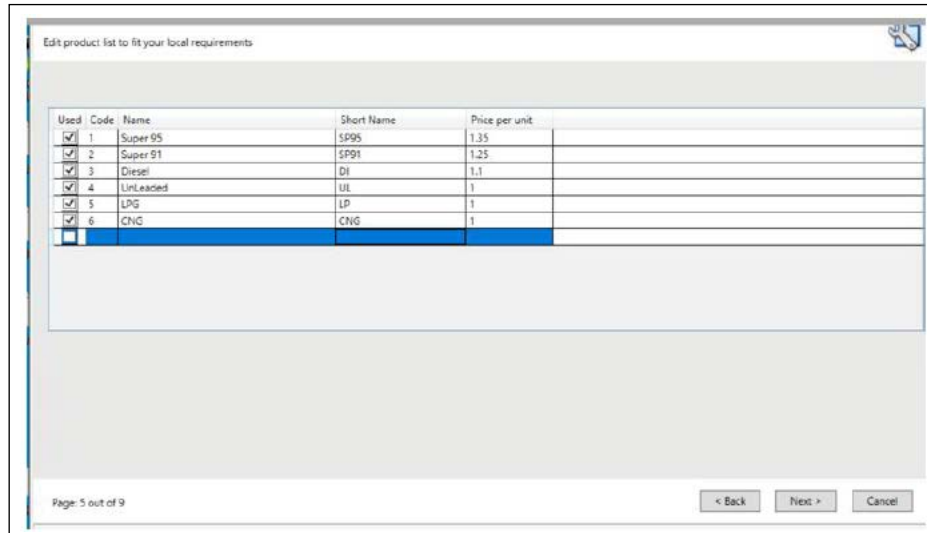 Edit product list to fit your local requirements
Used Code Name Short Name Price per unit
1 Super 95 SP95 1.35
2 Super 91 SP91 1.25
3 Diesel DI 1.1
4 UnLeaded UL 1
5 LPG LP 1
6 CNG CNG 1
Page: 5 out of 9 < Back Next > Cancel